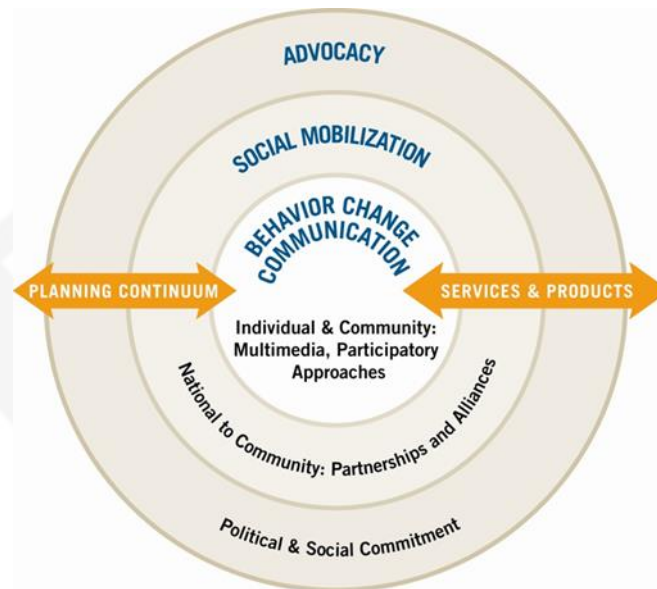 ADVOCACY
SOCIAL MOBILIZATION
BEHAVIOR CHANGE
COMMUNICATION
PLANNING CONTINUUM
SERVICES & PRODUCTS
Individual & Community:
Multimedia, Participatory
Approaches
National to Community: Partnerships and Alliances
Political & Social Commitment